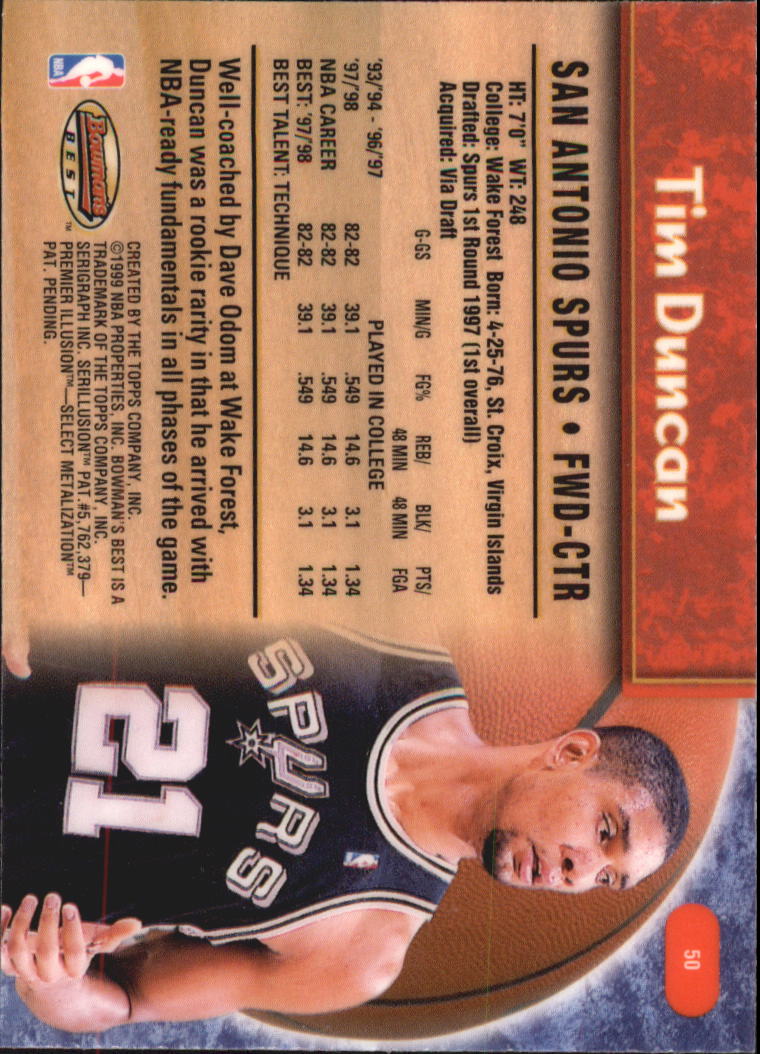 Tim Duncan
50
SAN ANTONIO SPURS • FWD-CTR
HT: 7'0" WT: 248
College: Wake Forest Born: 4-25-76, St. Croix, Virgin Islands
Drafted: Spurs 1st Round 1997 (1st overall)
Acquired: Via Draft
G-GS MIN/G FG% REB/ 48 MIN BLK/ 48 MIN PTS/ FGA
'93/'94 - '96/'97 PLAYED IN COLLEGE
'97/'98 82-82 39.1 .549 14.6 3.1 1.34
NBA CAREER 82-82 39.1 .549 14.6 3.1 1.34
BEST: '97/'98 82-82 39.1 .549 14.6 3.1 1.34
BEST TALENT: TECHNIQUE
Well-coached by Dave Odom at Wake Forest,
Duncan was a rookie rarity in that he arrived with
NBA-ready fundamentals in all phases of the game.
NBA
Bowman's
BEST™
CREATED BY THE TOPPS COMPANY, INC.
©1999 NBA PROPERTIES, INC. BOWMAN'S BEST IS A
TRADEMARK OF THE TOPPS COMPANY, INC.
SERIGRAPH INC. SERILLUSION™ PAT. #5,762,379—
PREMIER ILLUSION™—SELECT METALIZATION™
PAT. PENDING.
SPURS
21